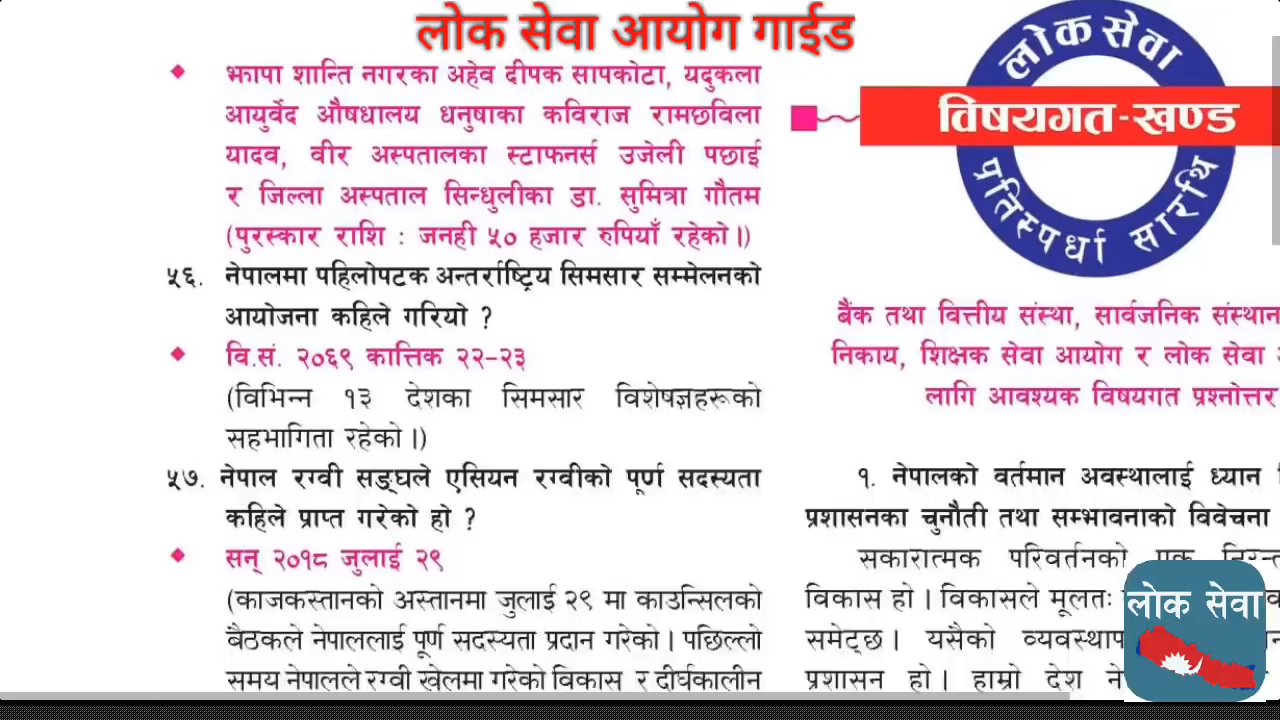 लोक सेवा आयोग गाईड
झापा शान्ति नगरका अहेव दीपक सापकोटा, यदुकला
आयुर्वेद औषधालय धनुषाका कविराज रामछविला
यादव, वीर अस्पतालका स्टाफनर्स उजेली पछाई
र जिल्ला अस्पताल सिन्धुलीका डा. सुमित्रा गौतम
(पुरस्कार राशि : जनही ५० हजार रुपियाँ रहेको।)
५६. नेपालमा पहिलोपटक अन्तर्राष्ट्रिय सिमसार सम्मेलनको
आयोजना कहिले गरियो ?
वि.सं. २०६९ कात्तिक २२-२३
(विभिन्न १३ देशका सिमसार विशेषज्ञहरूको
सहभागिता रहेको।)
५७. नेपाल रग्वी सङ्घले एसियन रग्वीको पूर्ण सदस्यता
कहिले प्राप्त गरेको हो ?
सन् २०१८ जुलाई २९
(काजकस्तानको अस्तानमा जुलाई २९ मा काउन्सिलको
बैठकले नेपाललाई पूर्ण सदस्यता प्रदान गरेको। पछिल्लो
समय नेपालले रग्वी खेलमा गरेको विकास र दीर्घकालीन
लोक सेवा
विषयगत-खण्ड
प्रतिस्पर्धा सारथि
बैंक तथा वित्तीय संस्था, सार्वजनिक संस्थान
निकाय, शिक्षक सेवा आयोग र लोक सेवा
लागि आवश्यक विषयगत प्रश्नोत्तर
१. नेपालको वर्तमान अवस्थालाई ध्यान
प्रशासनका चुनौती तथा सम्भावनाको विवेचना
सकारात्मक परिवर्तनको एक
विकास हो। विकासले मूलतः
समेट्छ। यसैको
प्रशासन हो। हाम्रो देश
लोक सेवा